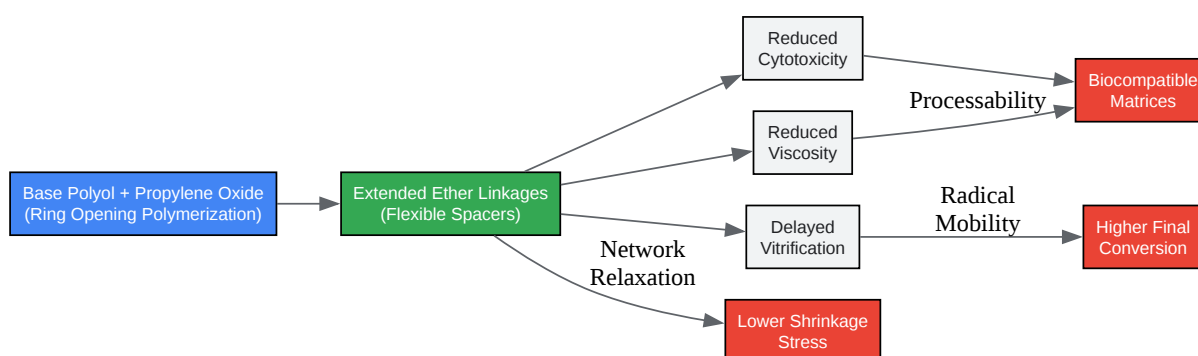 Base Polyol + Propylene Oxide
(Ring Opening Polymerization)
Extended Ether Linkages
(Flexible Spacers)
Reduced
Cytotoxicity
Reduced
Viscosity
Delayed
Vitrification
Network
Relaxation
Lower Shrinkage
Stress
Processability
Radical
Mobility
Biocompatible
Matrices
Higher Final
Conversion